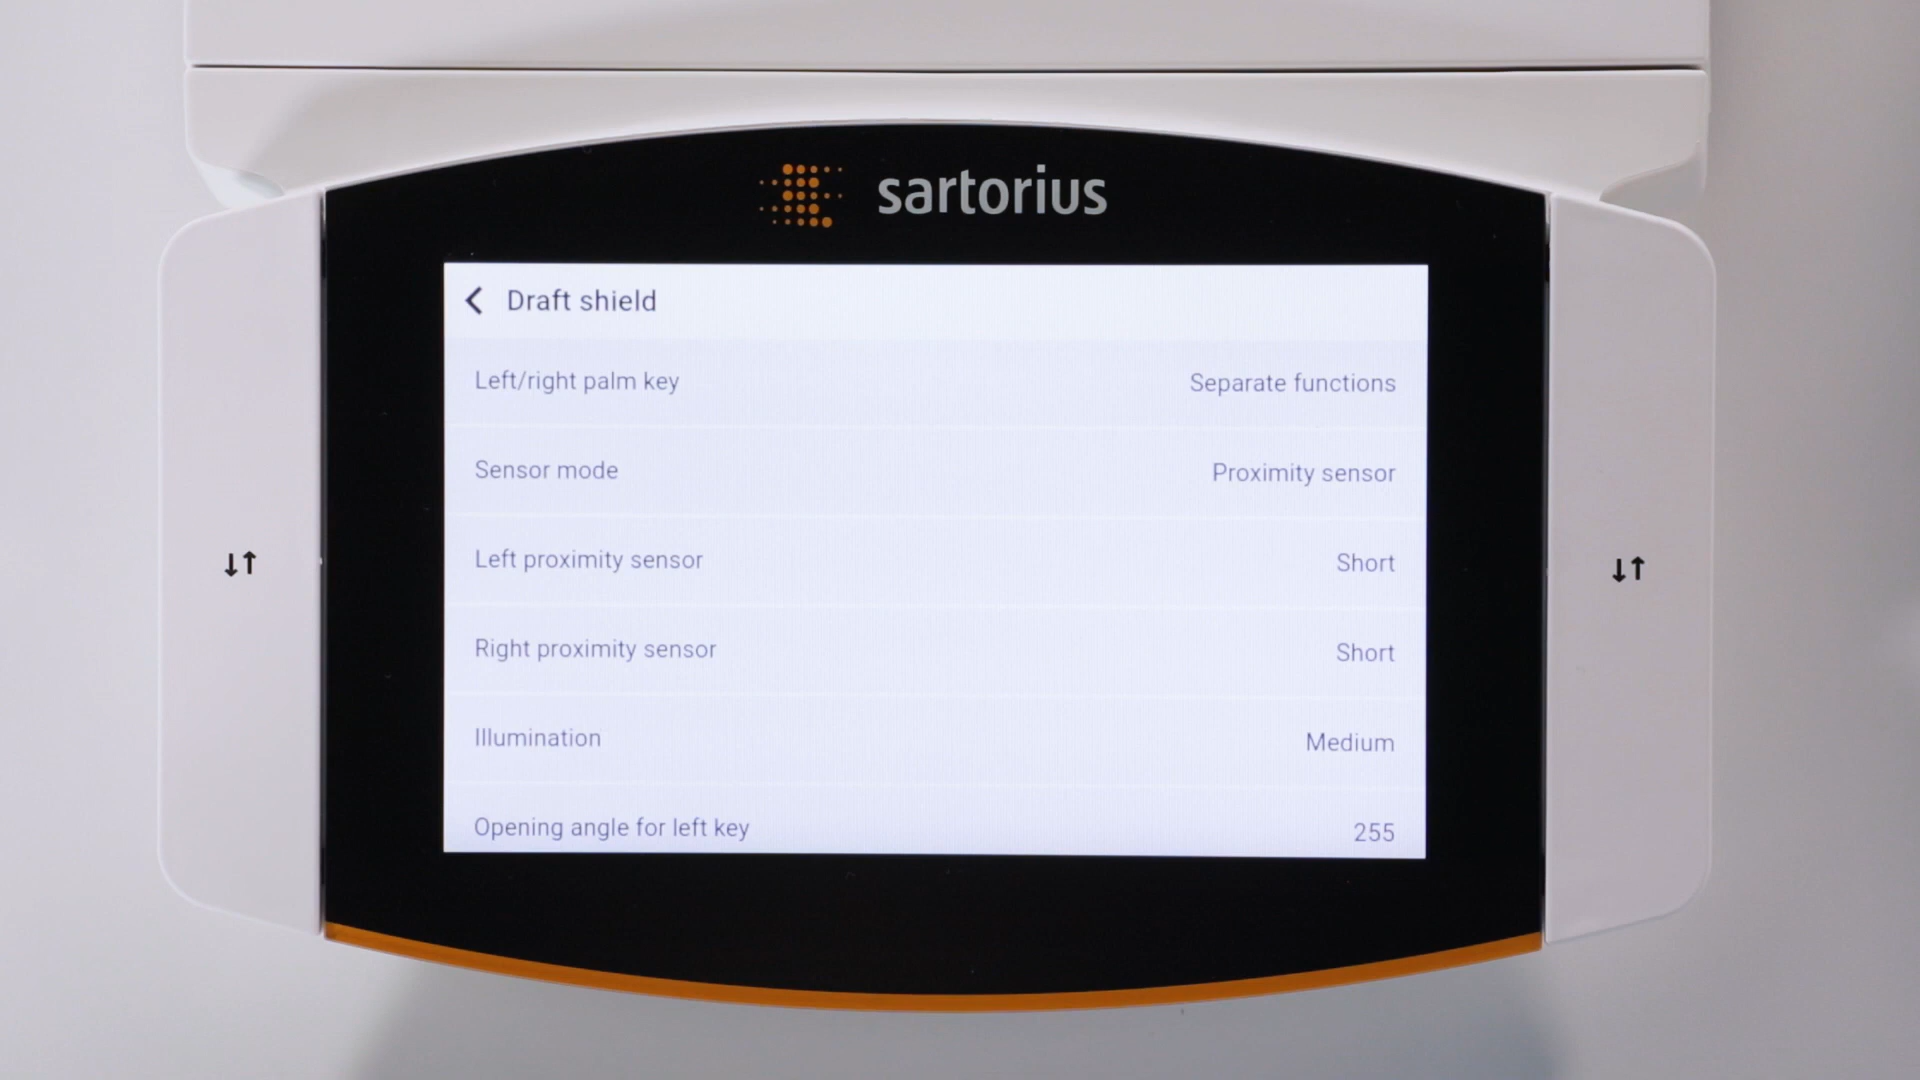 sartorius
Draft shield
Left/right palm key Separate functions
Sensor mode Proximity sensor
Left proximity sensor Short
Right proximity sensor Short
Illumination Medium
Opening angle for left key 255